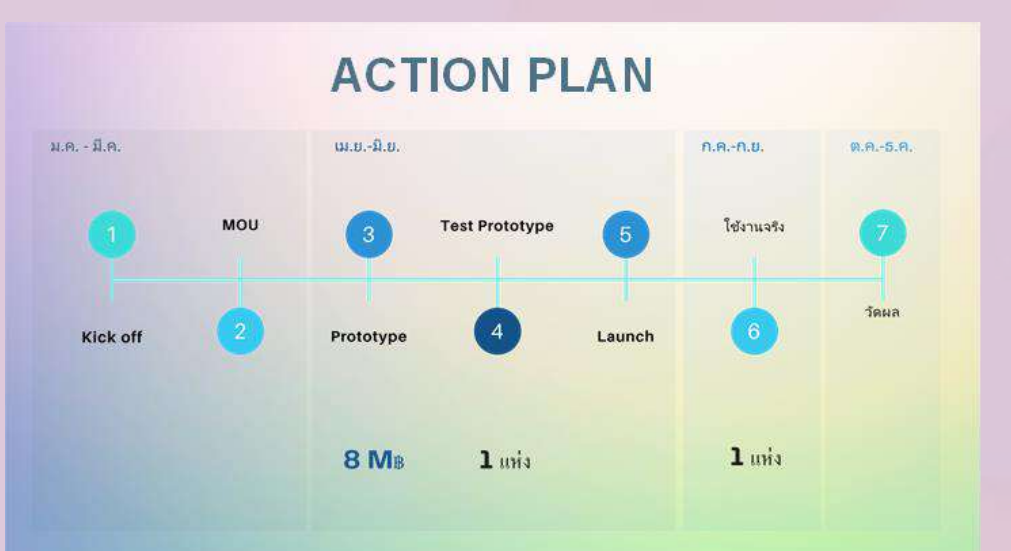 ACTION PLAN
ม.ค. - มี.ค.
เม.ย.-มิ.ย.
ก.ค.-ก.ย.
ต.ค.-ธ.ค.
1
MOU
3
Test Prototype
5
ใช้งานจริง
7
Kick off
2
Prototype
4
Launch
6
วัดผล
8 M฿
1 แห่ง
1 แห่ง